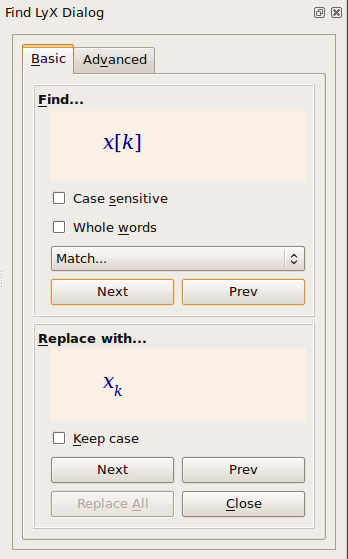 Find LyX Dialog
Basic Advanced
Find...
x[k]
Case sensitive
Whole words
Match...
Next Prev
Replace with...
xₖ
Keep case
Next Prev
Replace All Close